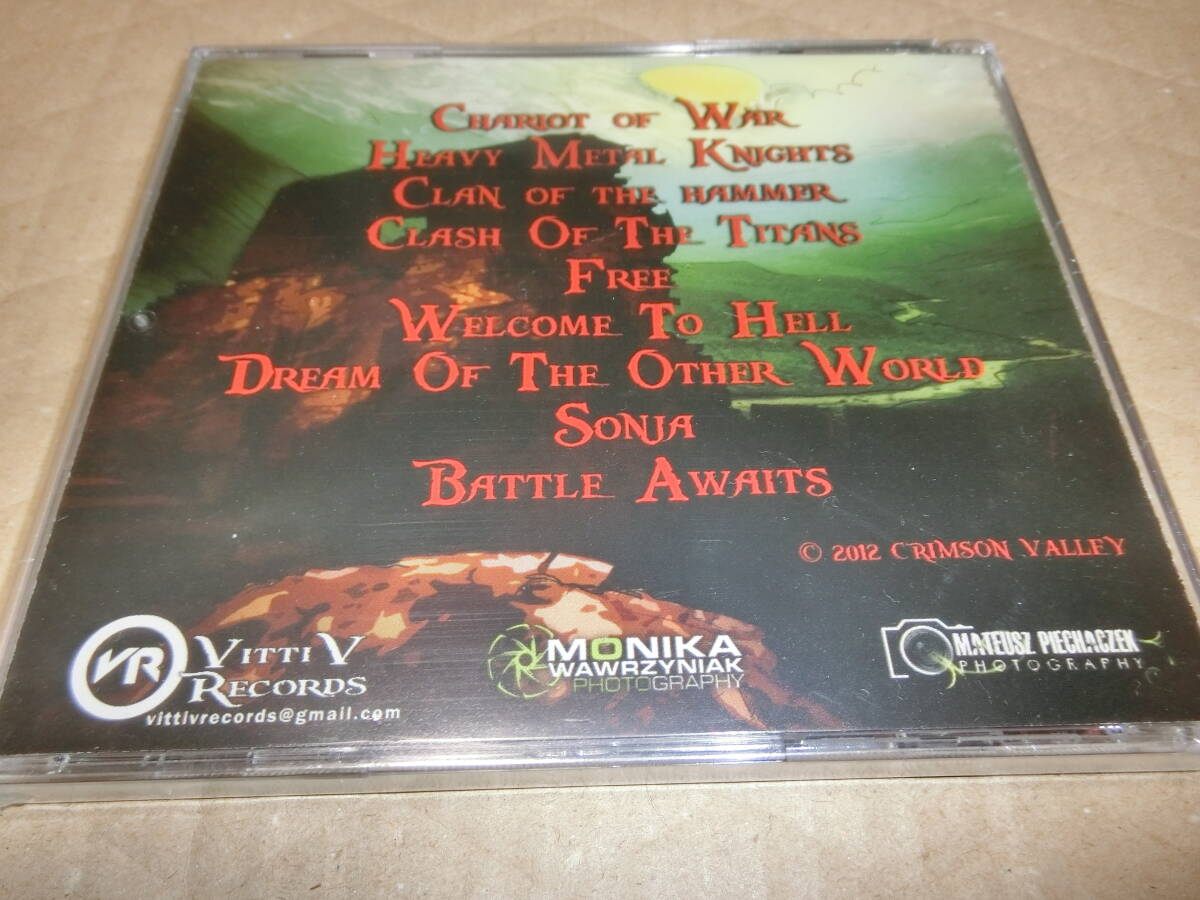 Chariot of War
Heavy Metal Knights
Clan of the hammer
Clash Of The Titans
Free
Welcome To Hell
Dream Of The Other World
Sonja
Battle Awaits
© 2012 Crimson Valley
VR
Vitti V
Records
vittivrecords@gmail.com
MONIKA
WAWRZYNIAK
PHOTOGRAPHY
MATEUSZ PIECHACZEK
PHOTOGRAPHY